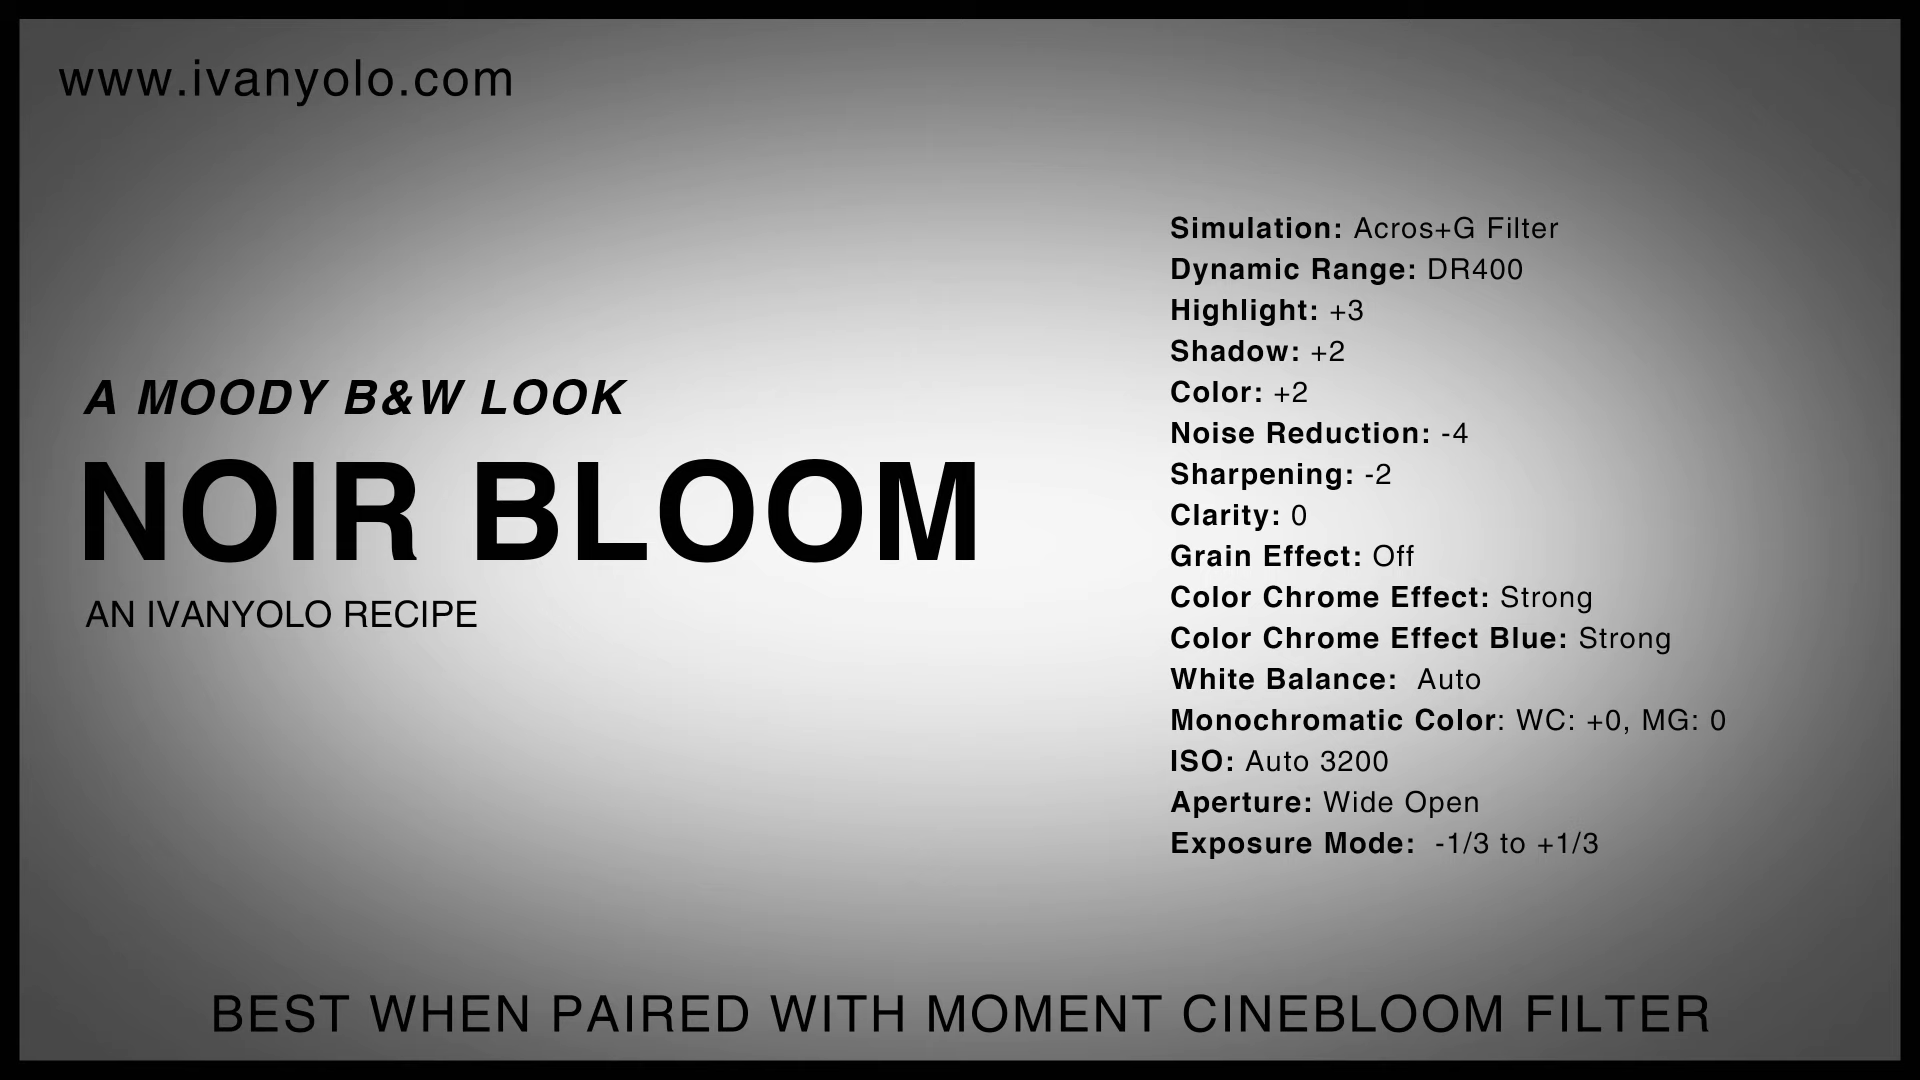 www.ivanyolo.com
A MOODY B&W LOOK
NOIR BLOOM
AN IVANYOLO RECIPE
Simulation: Acros+G Filter
Dynamic Range: DR400
Highlight: +3
Shadow: +2
Color: +2
Noise Reduction: -4
Sharpening: -2
Clarity: 0
Grain Effect: Off
Color Chrome Effect: Strong
Color Chrome Effect Blue: Strong
White Balance:  Auto
Monochromatic Color: WC: +0, MG: 0
ISO: Auto 3200
Aperture: Wide Open
Exposure Mode:  -1/3 to +1/3
BEST WHEN PAIRED WITH MOMENT CINEBLOOM FILTER